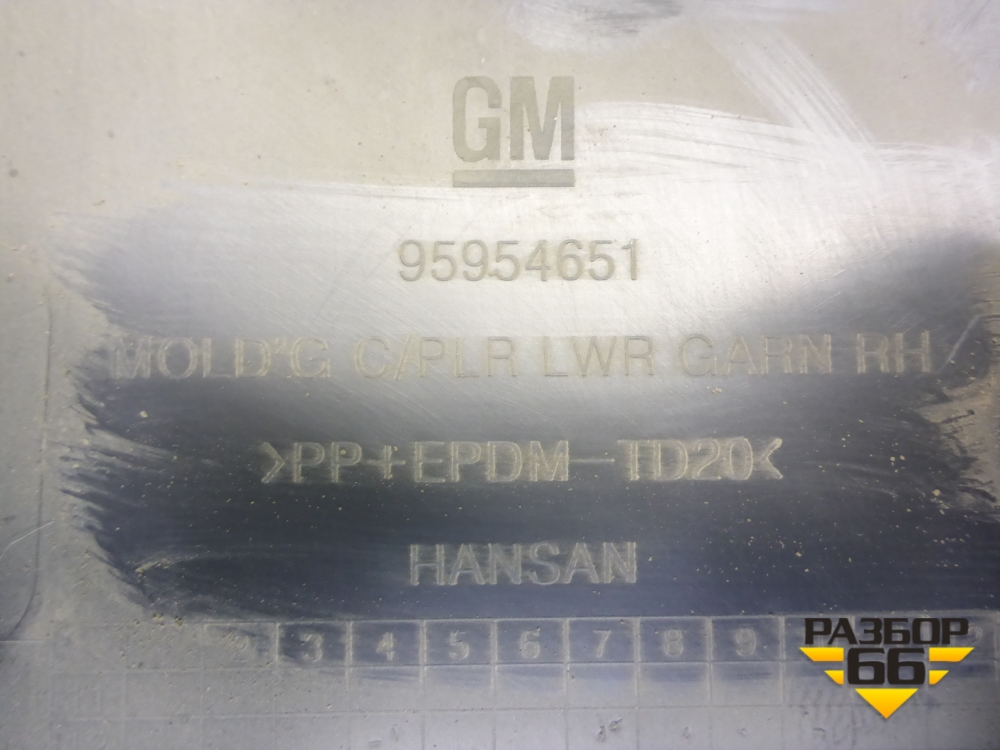 GM
95954651
MOLD'G C/PLR LWR GARN RH
>PP+EPDM-TD20<
HANSAN
2 3 4 5 6 7 8 9
РАЗБОР
66